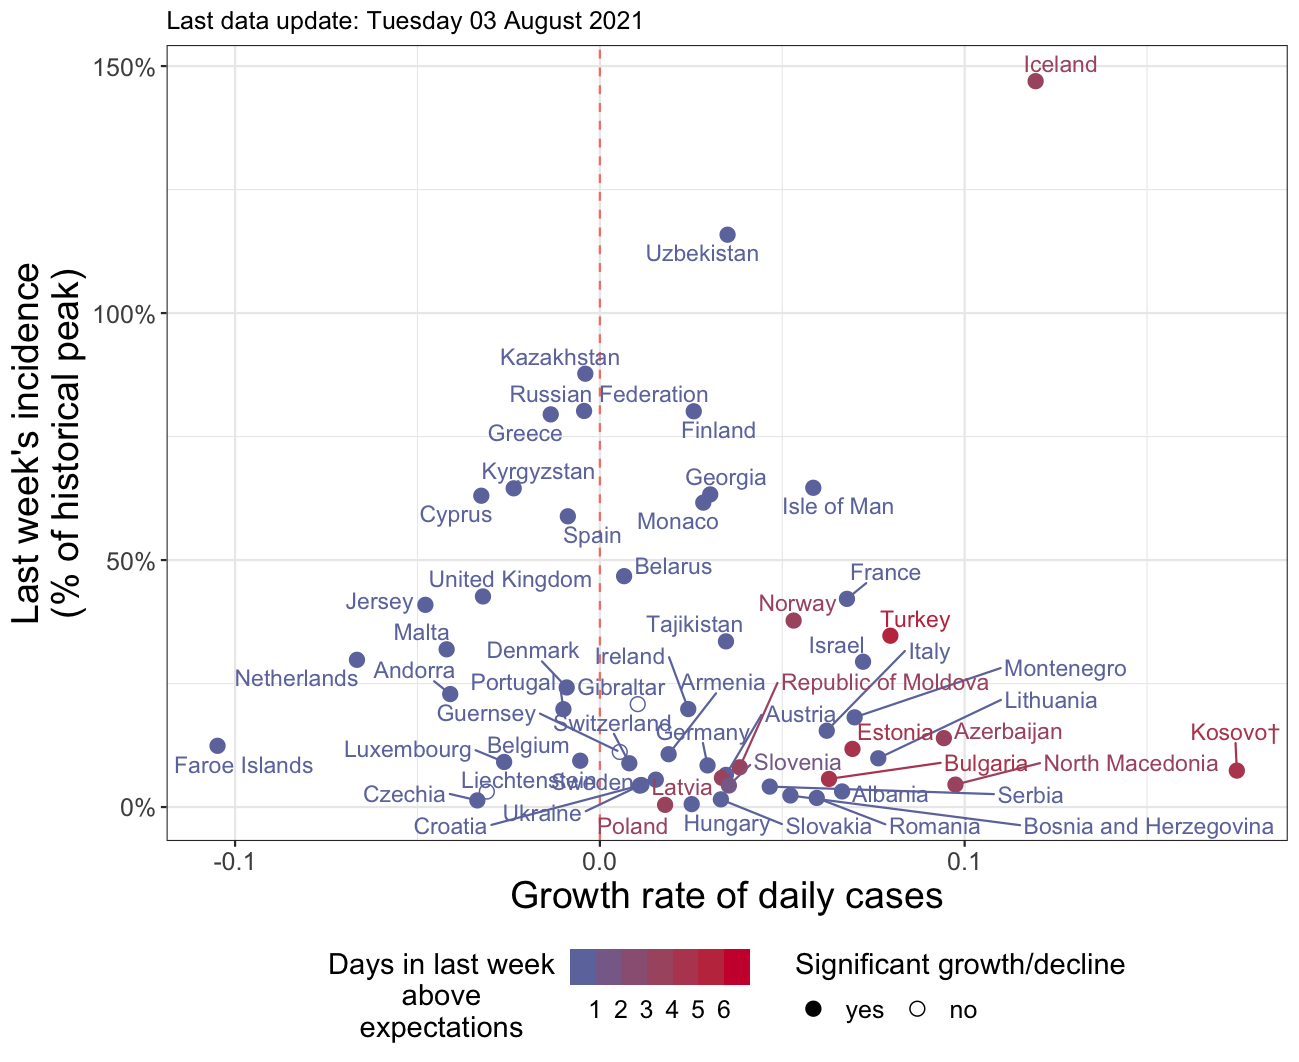 Last data update: Tuesday 03 August 2021
Last week's incidence
(% of historical peak)
150%
100%
50%
0%
Iceland
Uzbekistan
Kazakhstan
Russian Federation
Greece
Finland
Kyrgyzstan
Georgia
Cyprus
Isle of Man
Monaco
Spain
Belarus
France
United Kingdom
Jersey
Norway
Turkey
Malta
Tajikistan
Israel
Italy
Denmark
Ireland
Montenegro
Netherlands
Andorra
Portugal
Gibraltar
Armenia
Republic of Moldova
Lithuania
Guernsey
Switzerland
Austria
Germany
Estonia
Azerbaijan
Kosovo†
Luxembourg
Belgium
Faroe Islands
Slovenia
Bulgaria
North Macedonia
Liechtenstein
Sweden
Latvia
Czechia
Albania
Serbia
Ukraine
Croatia
Poland
Hungary
Slovakia
Romania
Bosnia and Herzegovina
-0.1
0.0
0.1
Growth rate of daily cases
Days in last week
above
expectations
1 2 3 4 5 6
Significant growth/decline
yes
no